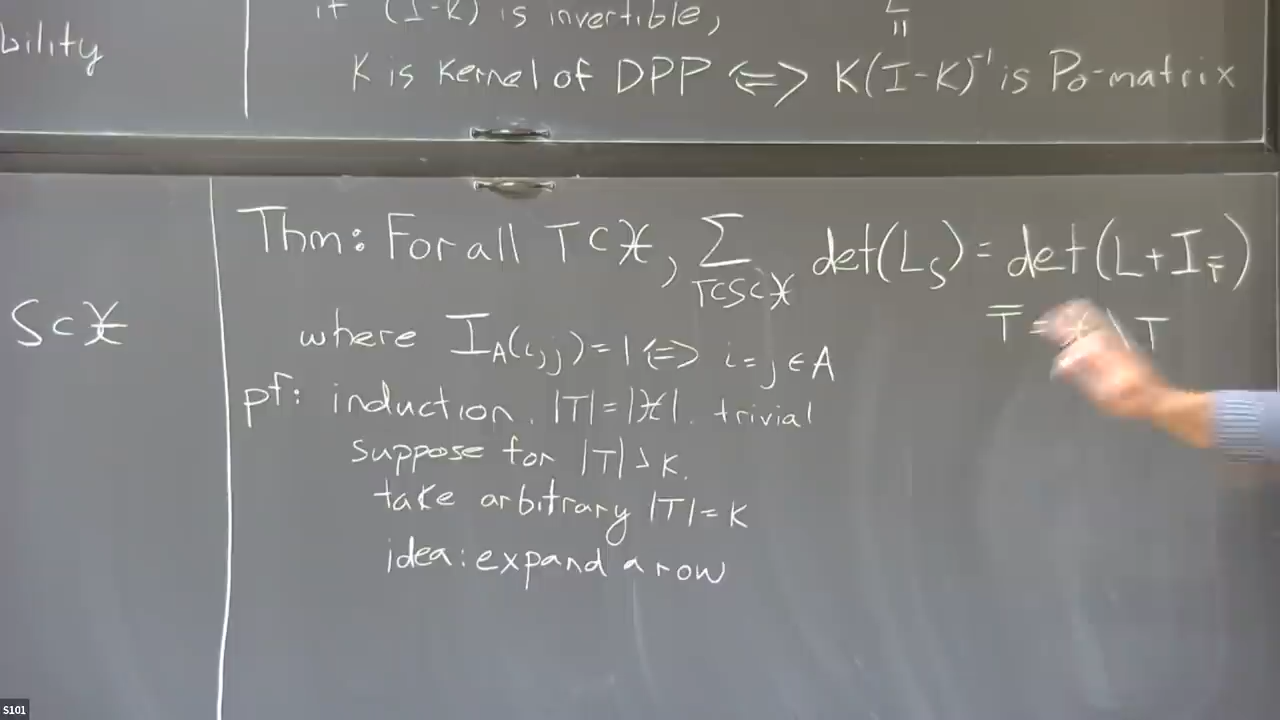 bility
if (I-K) is invertible,
L
=
K is kernel of DPP ⇔ K(I-K)⁻¹ is P₀-matrix
S ⊂ 𝒳
Thm: For all T⊂𝒳, Σ_{T⊂S⊂𝒳} det(L_S) = det(L+I_T̄)
T̄ = 𝒳 \ T
where I_A(i,j)=1 ⇔ i=j∈A
pf: induction. |T|=|𝒳|. trivial
suppose for |T|>K.
take arbitrary |T|=K
idea: expand a row
S101